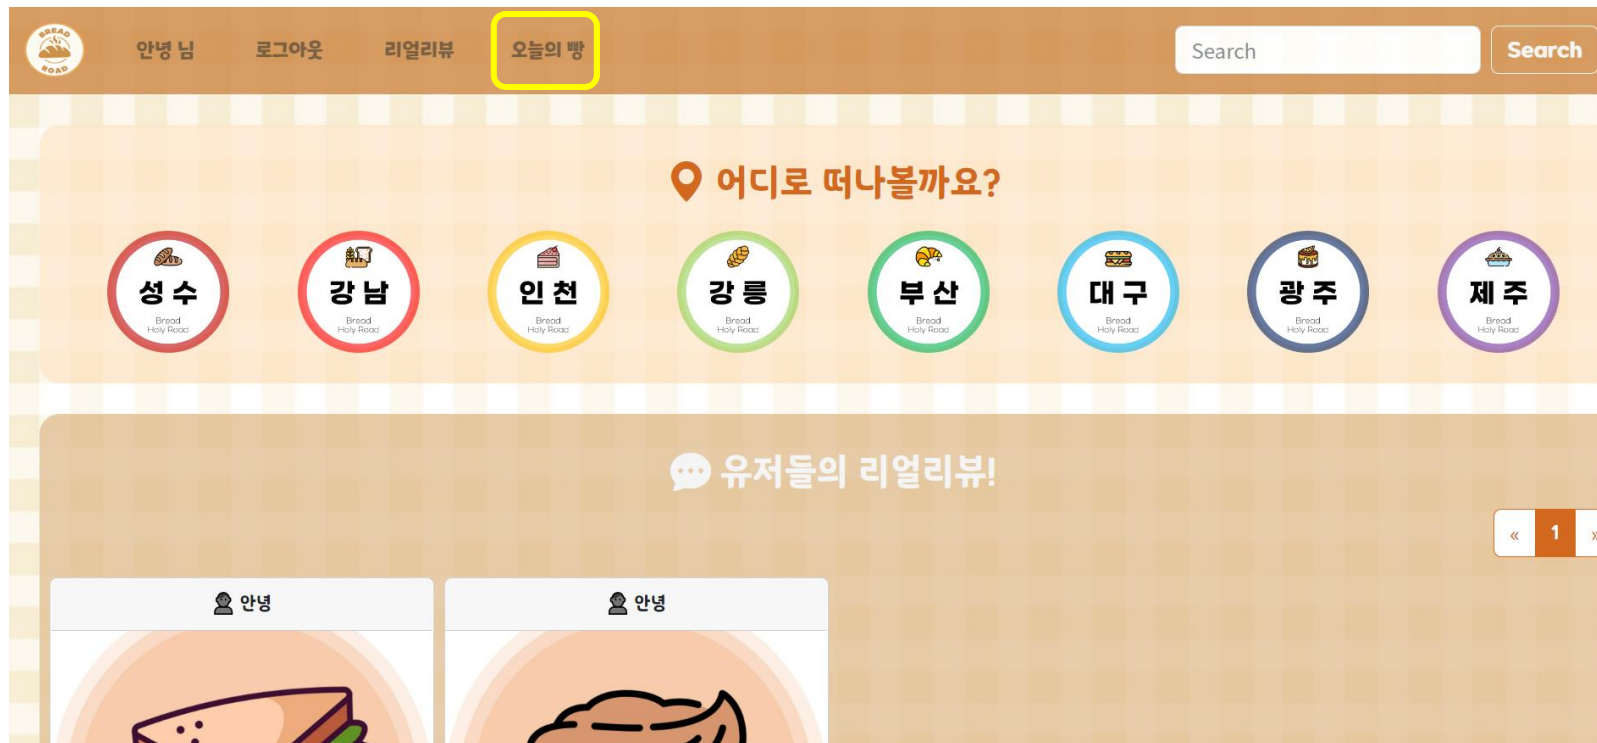 BREAD
ROAD
안녕 님
로그아웃
리얼리뷰
오늘의 빵
Search
Search
어디로 떠나볼까요?
성수
Bread
Holy Road
강남
Bread
Holy Road
인천
Bread
Holy Road
강릉
Bread
Holy Road
부산
Bread
Holy Road
대구
Bread
Holy Road
광주
Bread
Holy Road
제주
Bread
Holy Road
유저들의 리얼리뷰!
« 1 »
안녕
안녕